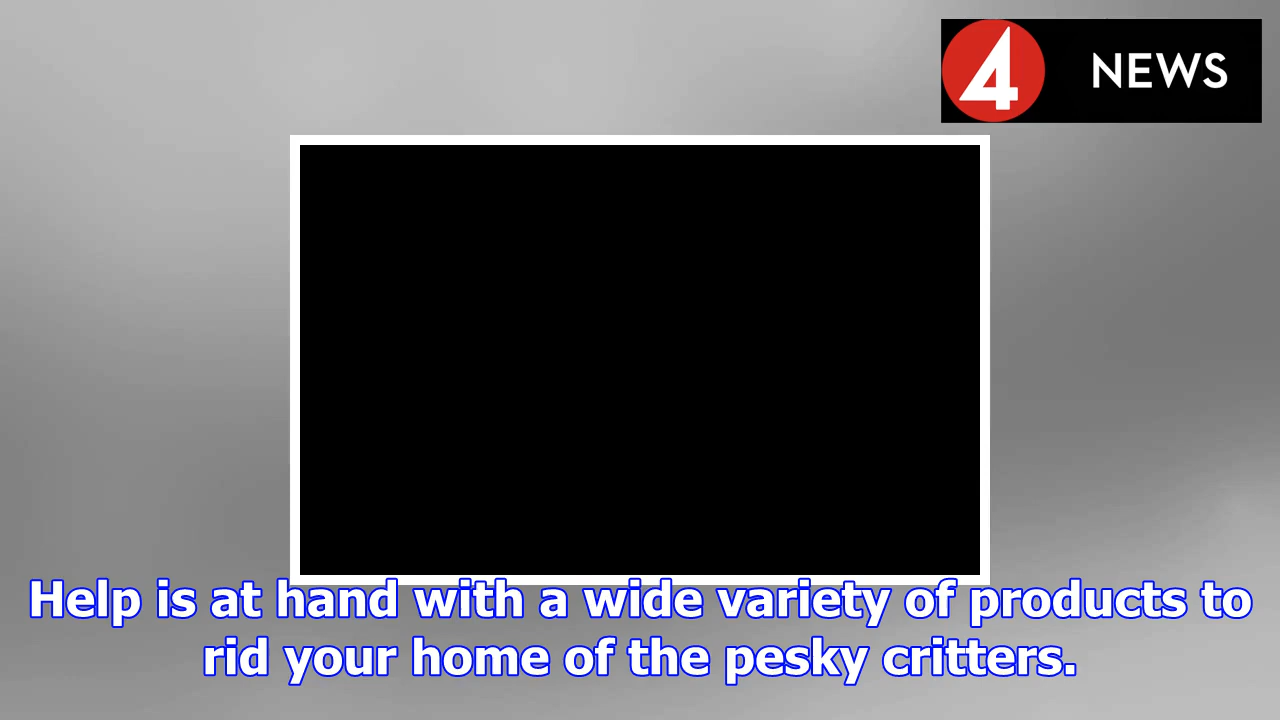 4 NEWS
Help is at hand with a wide variety of products to
rid your home of the pesky critters.